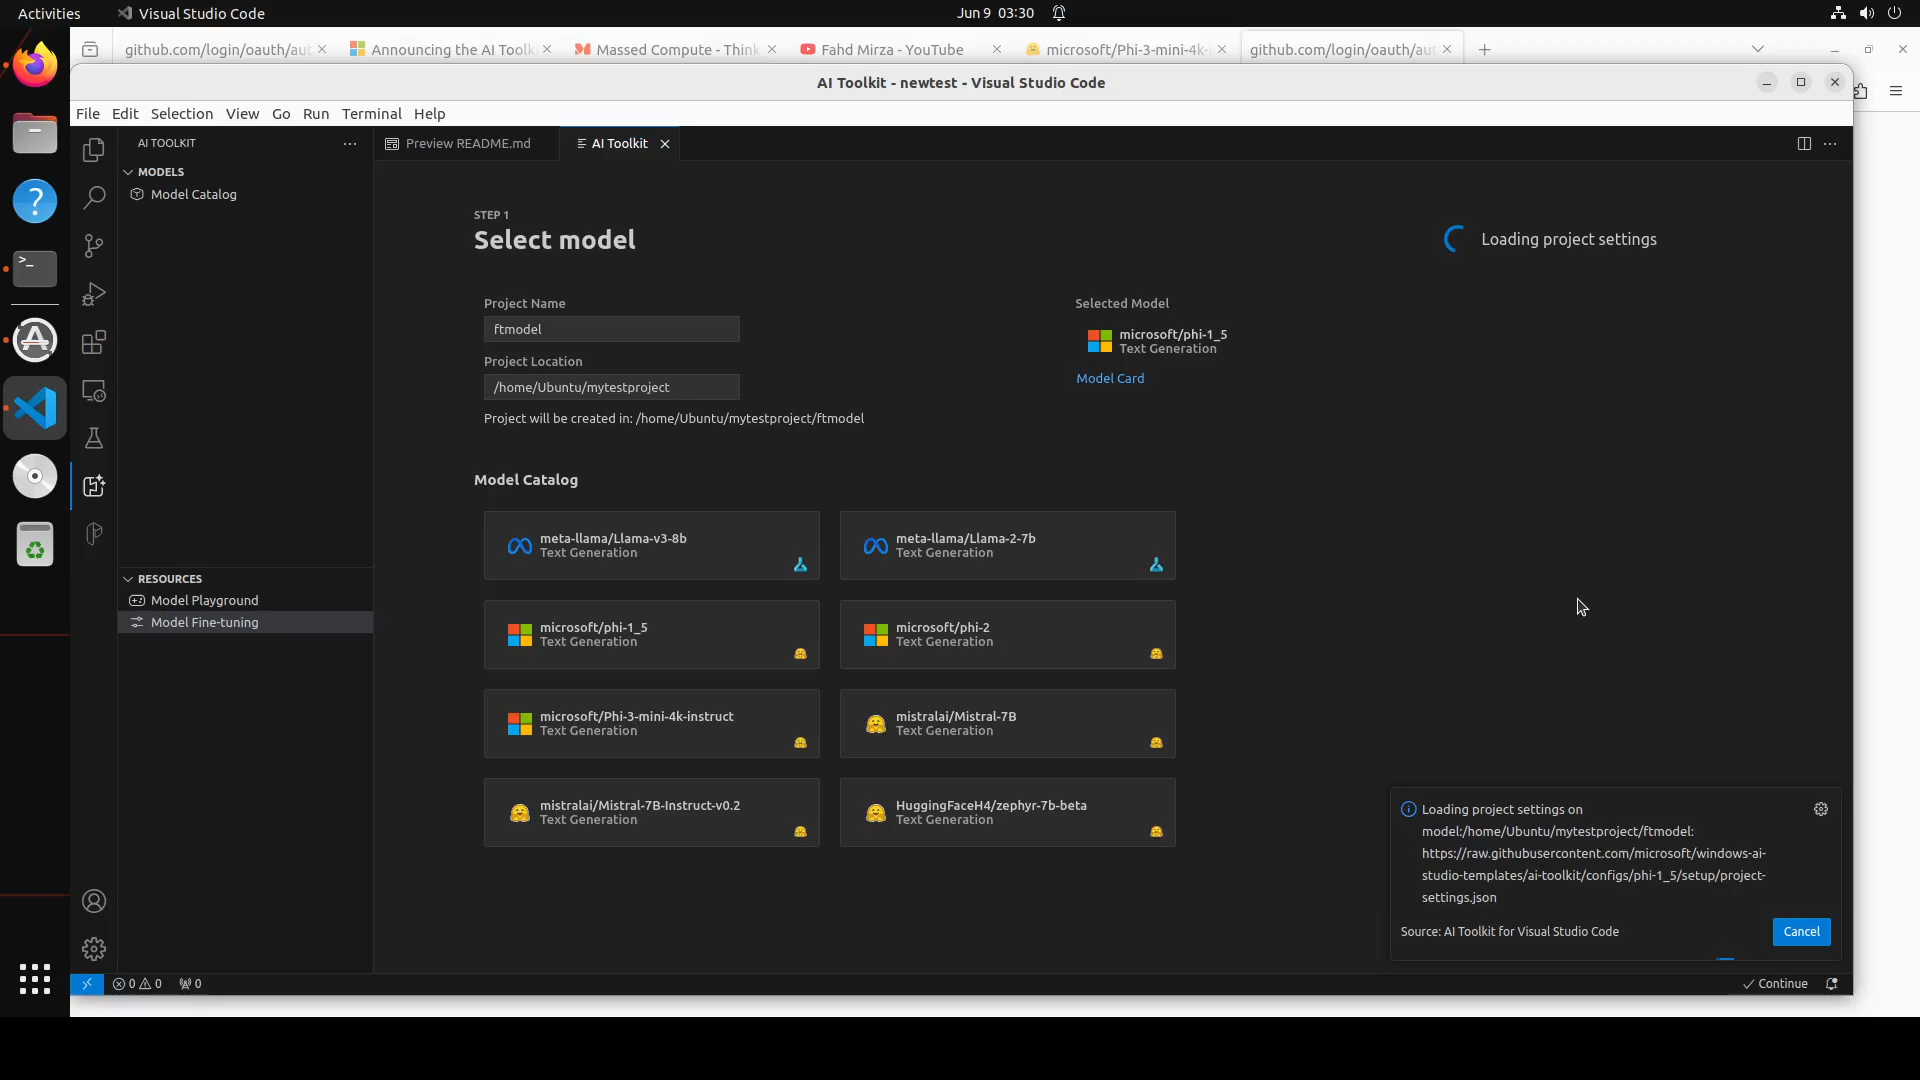 Activities
Visual Studio Code
Jun 9 03:30
github.com/login/oauth/aut
Announcing the AI Toolk
Massed Compute - Think
Fahd Mirza - YouTube
microsoft/Phi-3-mini-4k-
github.com/login/oauth/aut
AI Toolkit - newtest - Visual Studio Code
File Edit Selection View Go Run Terminal Help
AI TOOLKIT
Preview README.md
AI Toolkit
MODELS
Model Catalog
STEP 1
Select model
Loading project settings
Project Name
ftmodel
Project Location
/home/Ubuntu/mytestproject
Project will be created in: /home/Ubuntu/mytestproject/ftmodel
Selected Model
microsoft/phi-1_5
Text Generation
Model Card
Model Catalog
meta-llama/Llama-v3-8b
Text Generation
meta-llama/Llama-2-7b
Text Generation
microsoft/phi-1_5
Text Generation
microsoft/phi-2
Text Generation
microsoft/Phi-3-mini-4k-instruct
Text Generation
mistralai/Mistral-7B
Text Generation
mistralai/Mistral-7B-Instruct-v0.2
Text Generation
HuggingFaceH4/zephyr-7b-beta
Text Generation
RESOURCES
Model Playground
Model Fine-tuning
Loading project settings on
model:/home/Ubuntu/mytestproject/ftmodel:
https://raw.githubusercontent.com/microsoft/windows-ai-
studio-templates/ai-toolkit/configs/phi-1_5/setup/project-
settings.json
Source: AI Toolkit for Visual Studio Code
Cancel
0 0 0
Continue